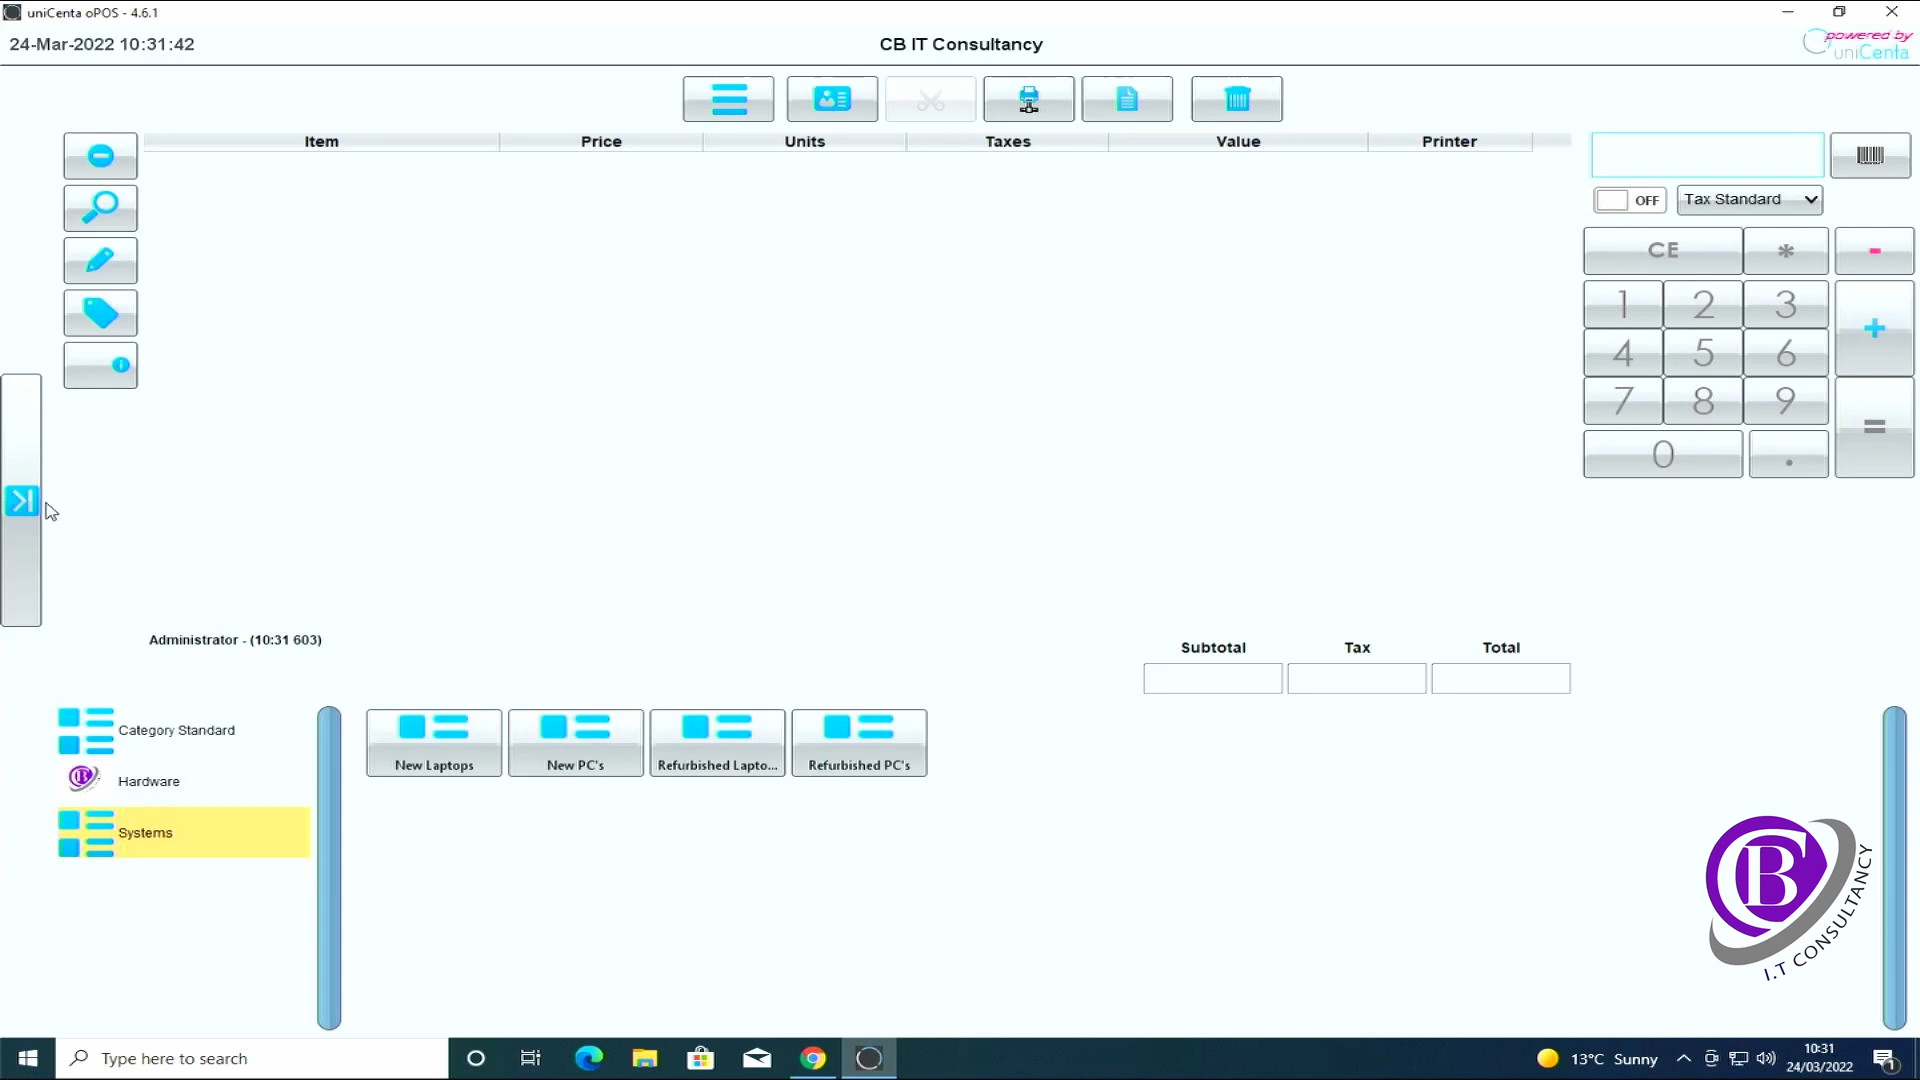 uniCenta oPOS - 4.6.1
24-Mar-2022 10:31:42
CB IT Consultancy
powered by
uniCenta
Item Price Units Taxes Value Printer
OFF
Tax Standard
CE * -
1 2 3 +
4 5 6
7 8 9 =
0 .
Administrator - (10:31 603)
Subtotal Tax Total
Category Standard
Hardware
Systems
New Laptops
New PC's
Refurbished Lapto...
Refurbished PC's
CB
I.T CONSULTANCY
Type here to search
13°C Sunny
10:31
24/03/2022
1